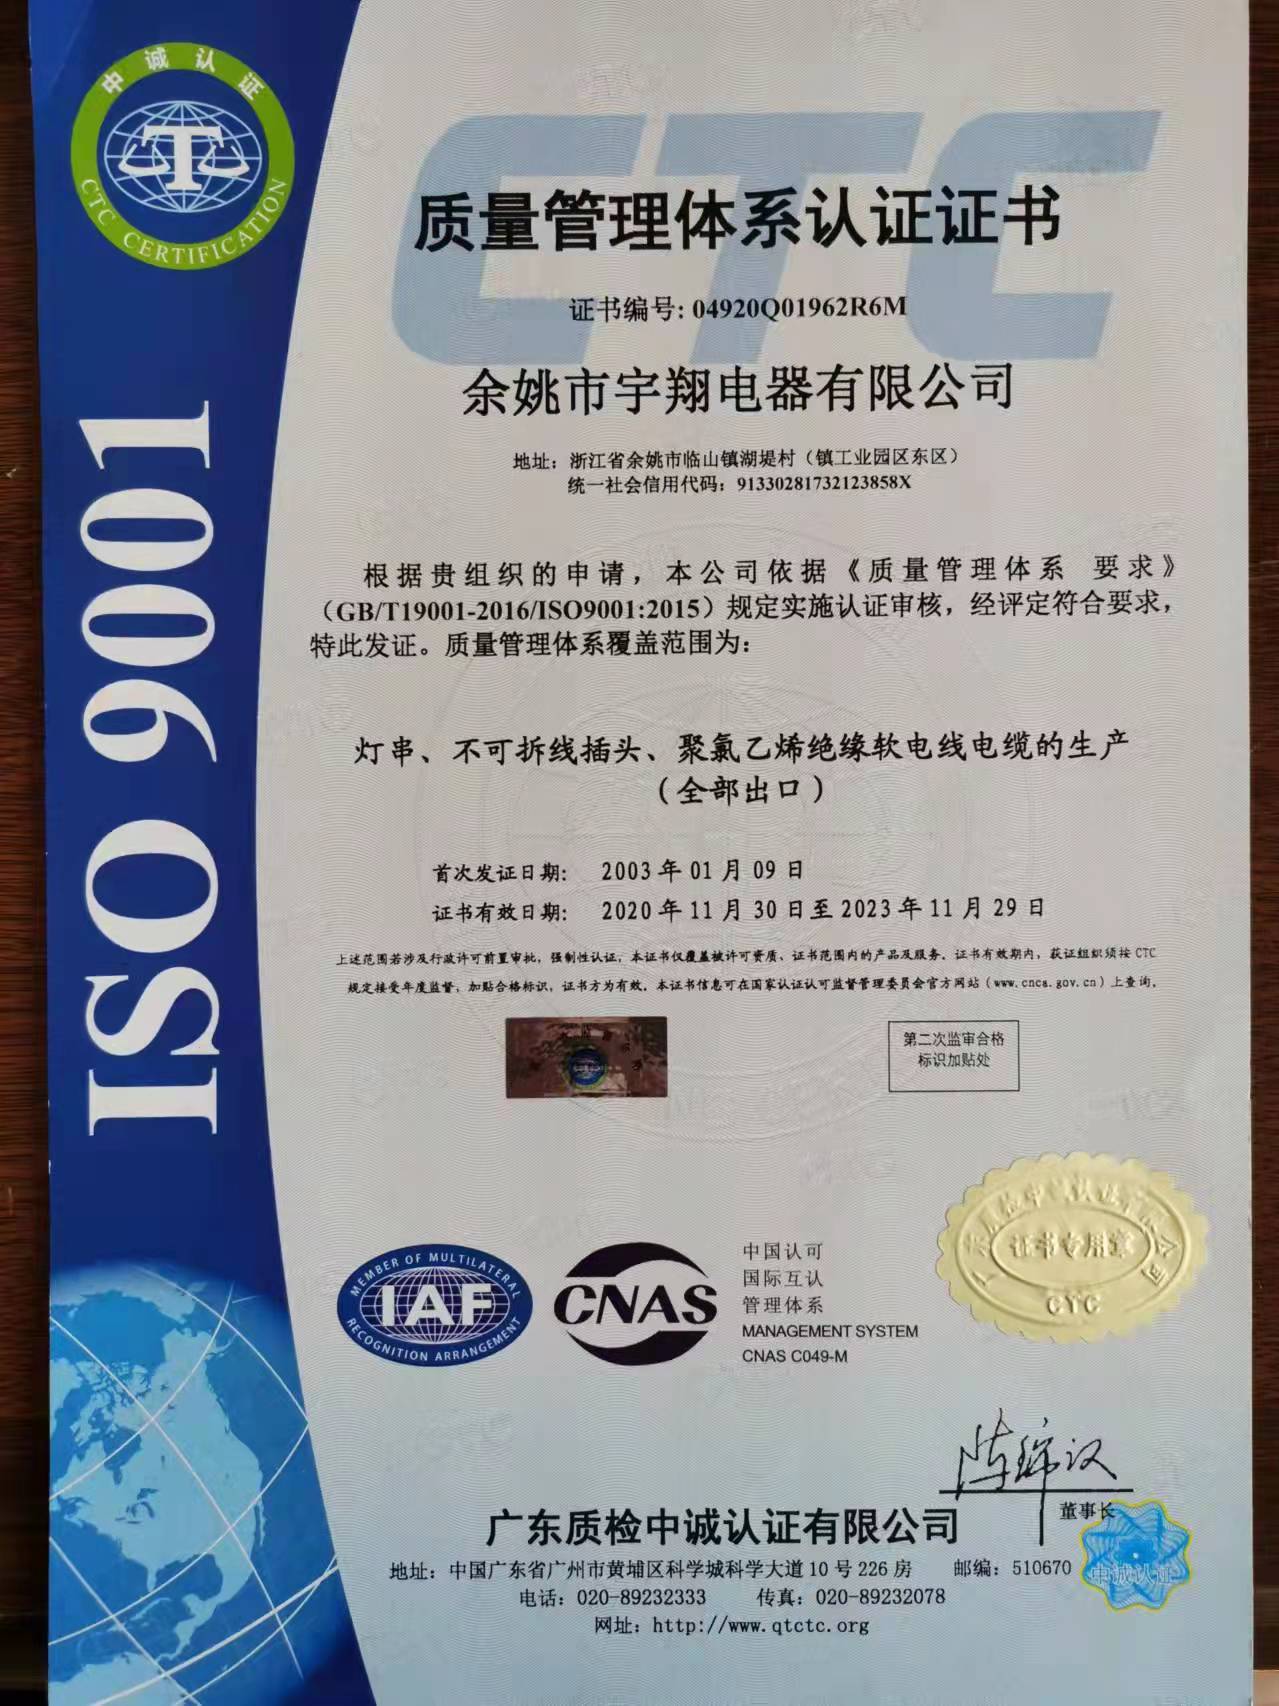 中诚认证
CTC CERTIFICATION
ISO 9001
CTC
质量管理体系认证证书
证书编号: 04920Q01962R6M
余姚市宇翔电器有限公司
地址：浙江省余姚市临山镇湖堤村（镇工业园区东区）
统一社会信用代码：91330281732123858X
根据贵组织的申请，本公司依据《质量管理体系 要求》
（GB/T19001-2016/ISO9001:2015）规定实施认证审核，经评定符合要求，
特此发证。质量管理体系覆盖范围为：
灯串、不可拆线插头、聚氯乙烯绝缘软电线电缆的生产
（全部出口）
首次发证日期： 2003 年 01 月 09 日
证书有效日期： 2020 年 11 月 30 日至 2023 年 11 月 29 日
上述范围若涉及行政许可前置审批，强制性认证，本证书仅覆盖被许可资质、证书范围内的产品及服务。证书有效期内，获证组织须按 CTC
规定接受年度监督，加贴合格标识，证书方为有效。本证书信息可在国家认证认可监督管理委员会官方网站（www.cnca.gov.cn）上查询。
第二次监审合格
标识加贴处
MEMBER OF MULTILATERAL
IAF
RECOGNITION ARRANGEMENT
CNAS
中国认可
国际互认
管理体系
MANAGEMENT SYSTEM
CNAS C049-M
广东质检中诚认证有限公司
证书专用章
CTC
董事长
广东质检中诚认证有限公司
地址：中国广东省广州市黄埔区科学城科学大道 10 号 226 房 邮编：510670
电话：020-89232333 传真：020-89232078
网址：http://www.qtctc.org
中诚认证